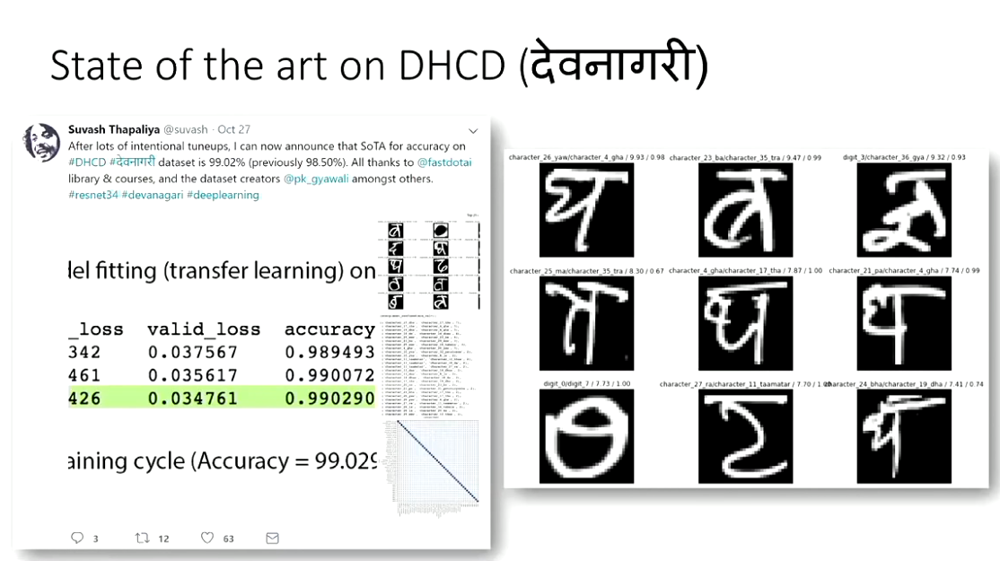 State of the art on DHCD (देवनागरी)
Suvash Thapaliya @suvash · Oct 27
After lots of intentional tuneups, I can now announce that SoTA for accuracy on
#DHCD #देवनागरी dataset is 99.02% (previously 98.50%). All thanks to @fastdotai
library & courses, and the dataset creators @pk_gyawali amongst others.
#resnet34 #devanagari #deeplearning
del fitting (transfer learning) on
_loss valid_loss accuracy
342 0.037567 0.989493
461 0.035617 0.990072
426 0.034761 0.990290
aining cycle (Accuracy = 99.029
3 12 63
character_26_yaw/character_4_gha / 9.93 / 0.98
character_23_ba/character_35_tra / 9.47 / 0.99
digit_3/character_36_gya / 9.32 / 0.93
character_25_ma/character_35_tra / 8.30 / 0.67
character_4_gha/character_17_tha / 7.87 / 1.00
character_21_pa/character_4_gha / 7.74 / 0.99
digit_0/digit_7 / 7.73 / 1.00
character_27_ra/character_11_taamatar / 7.70 / 1.00
character_24_bha/character_19_dha / 7.41 / 0.74